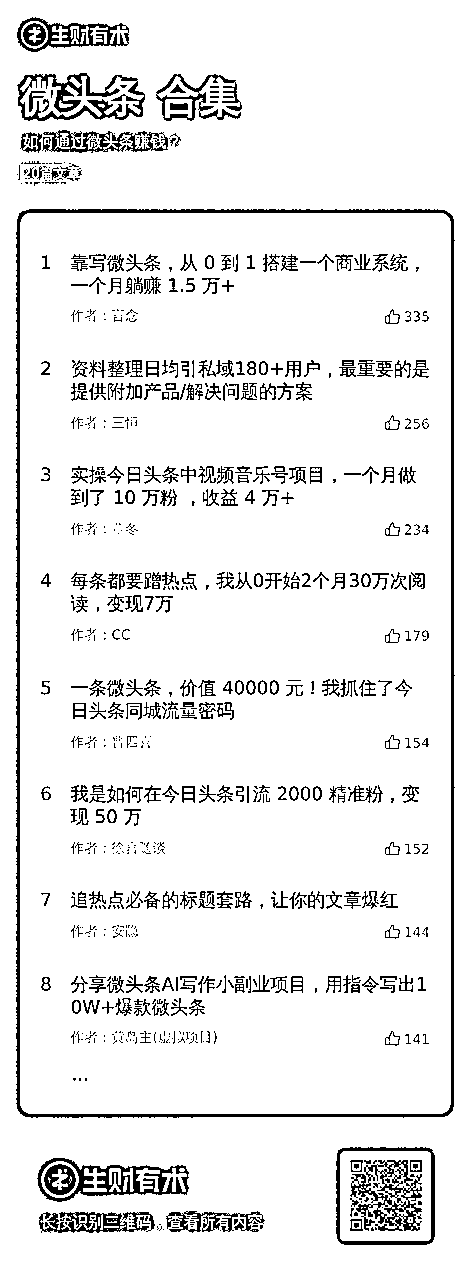 生财有术
微头条 合集
如何通过微头条赚钱？
20篇文章
1 靠写微头条，从 0 到 1 搭建一个商业系统，
一个月躺赚 1.5 万+
作者：言念 335
2 资料整理日均引私域180+用户，最重要的是
提供附加产品/解决问题的方案
作者：三恒 256
3 实操今日头条中视频音乐号项目，一个月做
到了 10 万粉 ，收益 4 万+
作者： 234
4 每条都要蹭热点，我从0开始2个月30万次阅
读，变现7万
作者：CC 179
5 一条微头条，价值 40000 元！我抓住了今
日头条同城流量密码
作者： 154
6 我是如何在今日头条引流 2000 精准粉，变
现 50 万
作者： 152
7 追热点必备的标题套路，让你的文章爆红
作者：安隐 144
8 分享微头条AI写作小副业项目，用指令写出1
0W+爆款微头条
作者：黄岛主(虚拟项目) 141
...
生财有术
长按识别二维码，查看所有内容